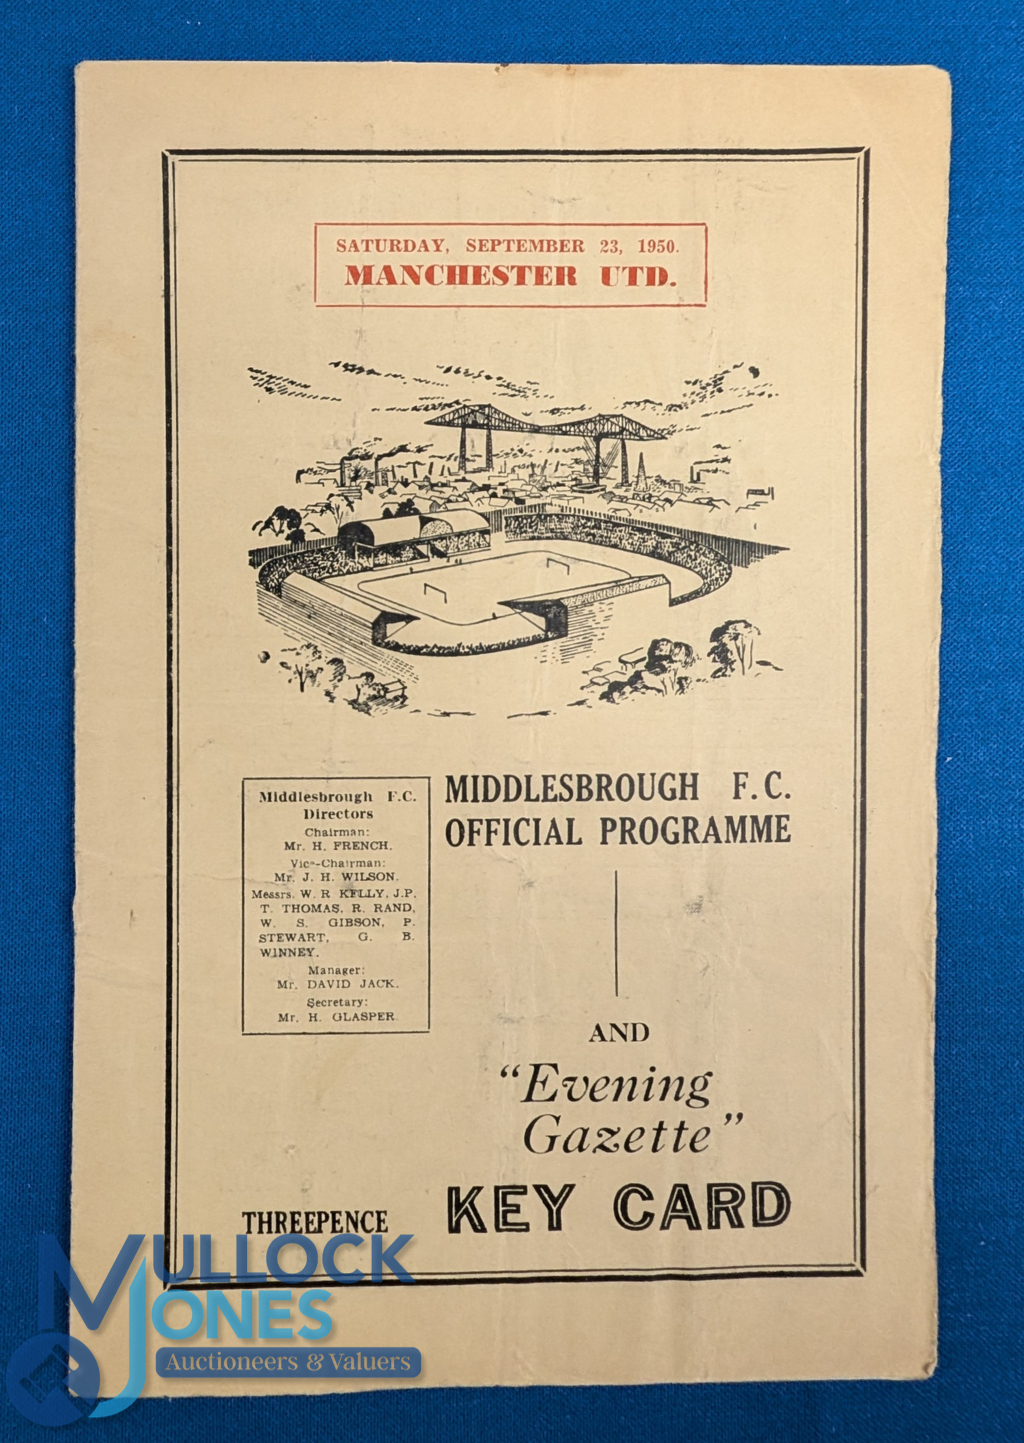 SATURDAY, SEPTEMBER 23, 1950.
MANCHESTER UTD.
Middlesbrough F.C.
Directors
Chairman:
Mr. H. FRENCH.
Vice-Chairman:
Mr. J. H. WILSON.
Messrs. W. R KELLY, J.P.
T. THOMAS, R. RAND,
W. S. GIBSON, P.
STEWART, G. B.
WINNEY.
Manager:
Mr. DAVID JACK.
Secretary:
Mr. H. GLASPER.
MIDDLESBROUGH F.C.
OFFICIAL PROGRAMME
AND
"Evening
Gazette"
KEY CARD
THREEPENCE
MULLOCK
JONES
Auctioneers & Valuers